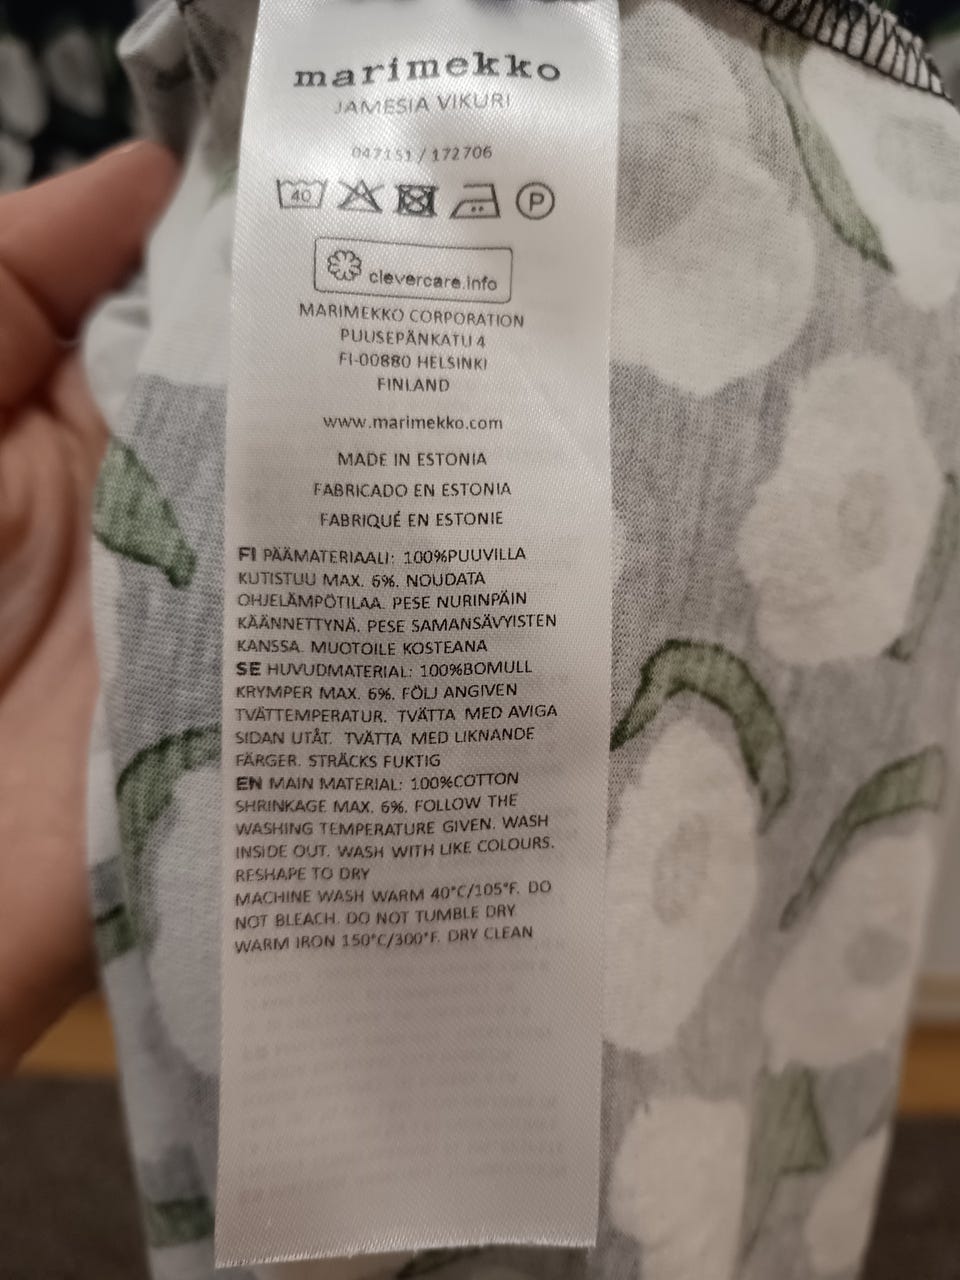 marimekko
JAMESIA VIKURI
047151 / 172706
40 P
clevercare.info
MARIMEKKO CORPORATION
PUUSEPÄNKATU 4
FI-00880 HELSINKI
FINLAND
www.marimekko.com
MADE IN ESTONIA
FABRICADO EN ESTONIA
FABRIQUÉ EN ESTONIE
FI PÄÄMATERIAALI: 100%PUUVILLA
KUTISTUU MAX. 6%. NOUDATA
OHJELÄMPÖTILAA. PESE NURINPÄIN
KÄÄNNETTYNÄ. PESE SAMANSÄVYISTEN
KANSSA. MUOTOILE KOSTEANA
SE HUVUDMATERIAL: 100%BOMULL
KRYMPER MAX. 6%. FÖLJ ANGIVEN
TVÄTTEMPERATUR. TVÄTTA MED AVIGA
SIDAN UTÅT. TVÄTTA MED LIKNANDE
FÄRGER. STRÄCKS FUKTIG
EN MAIN MATERIAL: 100%COTTON
SHRINKAGE MAX. 6%. FOLLOW THE
WASHING TEMPERATURE GIVEN. WASH
INSIDE OUT. WASH WITH LIKE COLOURS.
RESHAPE TO DRY
MACHINE WASH WARM 40°C/105°F. DO
NOT BLEACH. DO NOT TUMBLE DRY
WARM IRON 150°C/300°F. DRY CLEAN